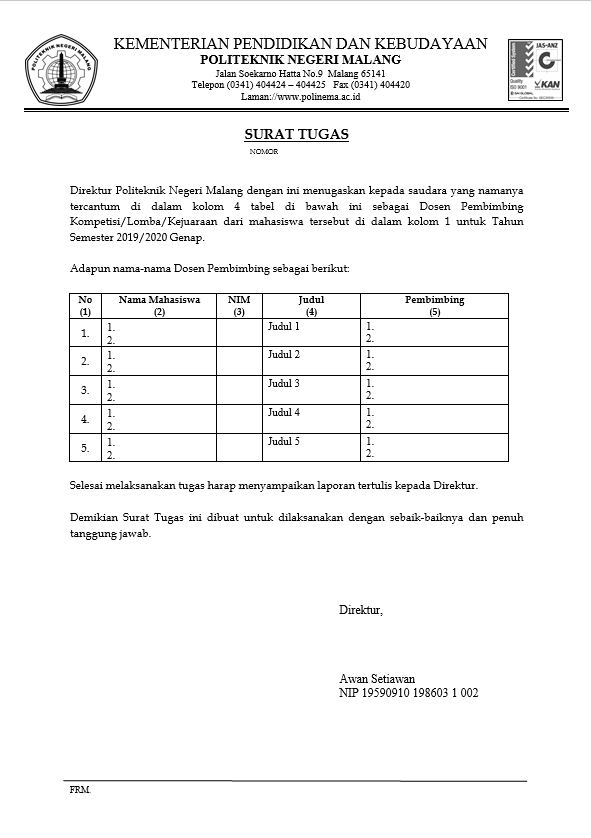 POLITEKNIK NEGERI MALANG
KEMENTERIAN PENDIDIKAN DAN KEBUDAYAAN
POLITEKNIK NEGERI MALANG
Jalan Soekarno Hatta No.9 Malang 65141
Telepon (0341) 404424 – 404425 Fax (0341) 404420
Laman://www.polinema.ac.id
JAS-ANZ
Quality
ISO 9001
KAN
SURAT TUGAS
NOMOR
Direktur Politeknik Negeri Malang dengan ini menugaskan kepada saudara yang namanya
tercantum di dalam kolom 4 tabel di bawah ini sebagai Dosen Pembimbing
Kompetisi/Lomba/Kejuaraan dari mahasiswa tersebut di dalam kolom 1 untuk Tahun
Semester 2019/2020 Genap.
Adapun nama-nama Dosen Pembimbing sebagai berikut:
No Nama Mahasiswa NIM Judul Pembimbing
(1) (2) (3) (4) (5)
1. 1. Judul 1 1.
2. 2.
2. 1. Judul 2 1.
2. 2.
3. 1. Judul 3 1.
2. 2.
4. 1. Judul 4 1.
2. 2.
5. 1. Judul 5 1.
2. 2.
Selesai melaksanakan tugas harap menyampaikan laporan tertulis kepada Direktur.
Demikian Surat Tugas ini dibuat untuk dilaksanakan dengan sebaik-baiknya dan penuh
tanggung jawab.
Direktur,
Awan Setiawan
NIP 19590910 198603 1 002
FRM.